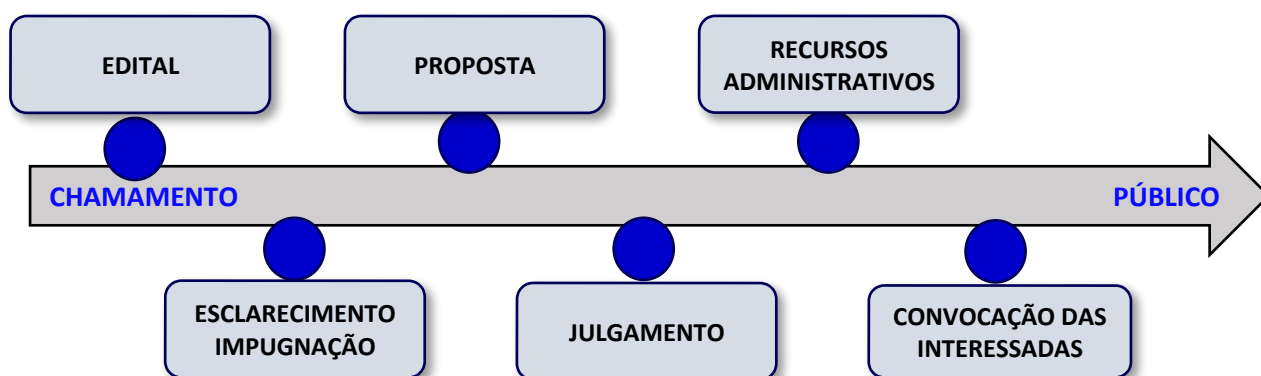 EDITAL
PROPOSTA
RECURSOS
ADMINISTRATIVOS
CHAMAMENTO
PÚBLICO
ESCLARECIMENTO
IMPUGNAÇÃO
JULGAMENTO
CONVOCAÇÃO DAS
INTERESSADAS